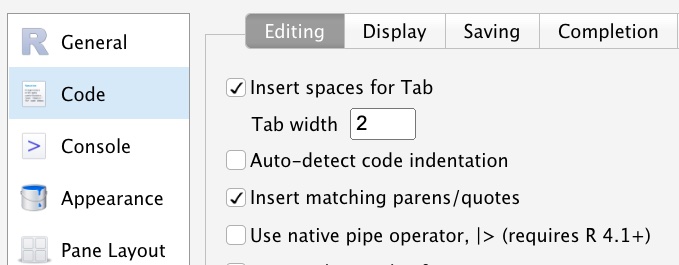 General
Code
Console
Appearance
Pane Layout
Editing Display Saving Completion
Insert spaces for Tab
Tab width 2
Auto-detect code indentation
Insert matching parens/quotes
Use native pipe operator, |> (requires R 4.1+)